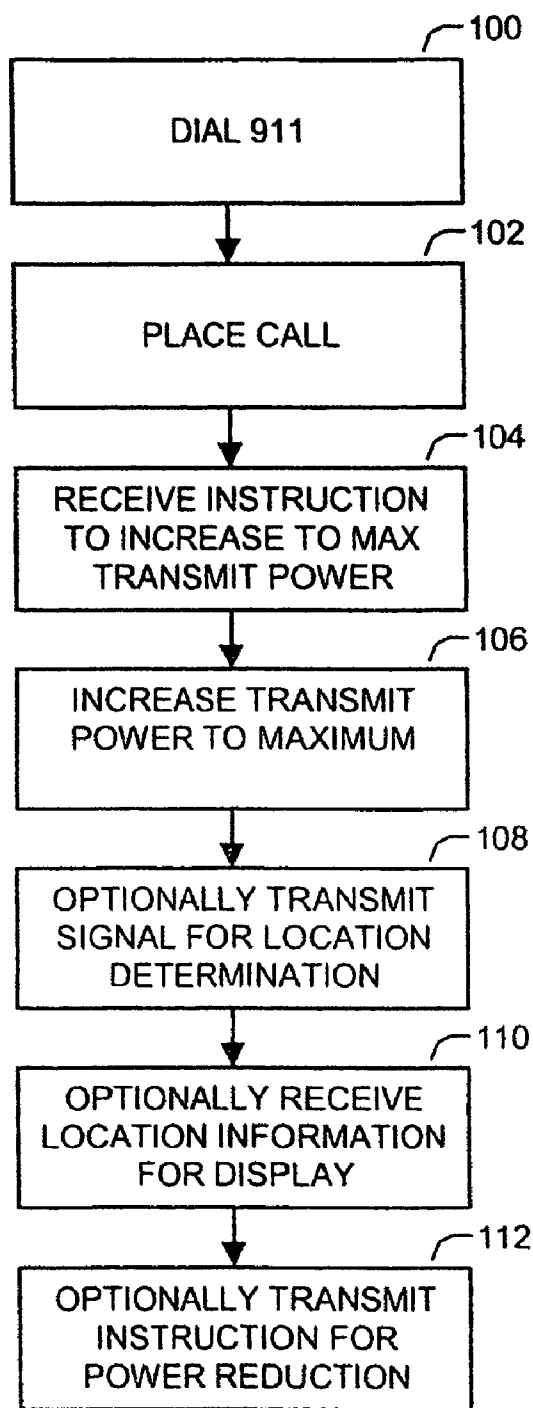 100
DIAL 911
102
PLACE CALL
104
RECEIVE INSTRUCTION
TO INCREASE TO MAX
TRANSMIT POWER
106
INCREASE TRANSMIT
POWER TO MAXIMUM
108
OPTIONALLY TRANSMIT
SIGNAL FOR LOCATION
DETERMINATION
110
OPTIONALLY RECEIVE
LOCATION INFORMATION
FOR DISPLAY
112
OPTIONALLY TRANSMIT
INSTRUCTION FOR
POWER REDUCTION